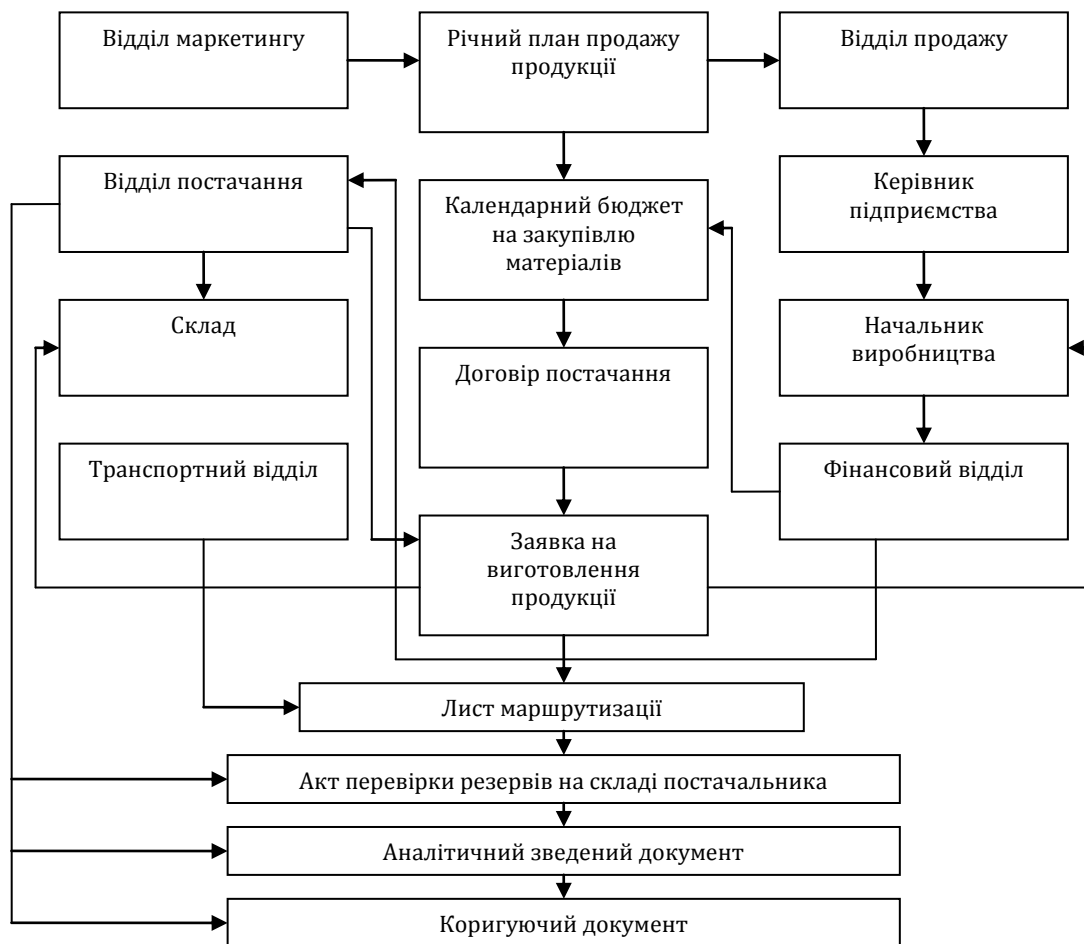 Відділ маркетингу
Річний план продажу
продукції
Відділ продажу
Відділ постачання
Календарний бюджет
на закупівлю
матеріалів
Керівник
підприємства
Склад
Договір постачання
Начальник
виробництва
Транспортний відділ
Заявка на
виготовлення
продукції
Фінансовий відділ
Лист маршрутизації
Акт перевірки резервів на складі постачальника
Аналітичний зведений документ
Коригуючий документ